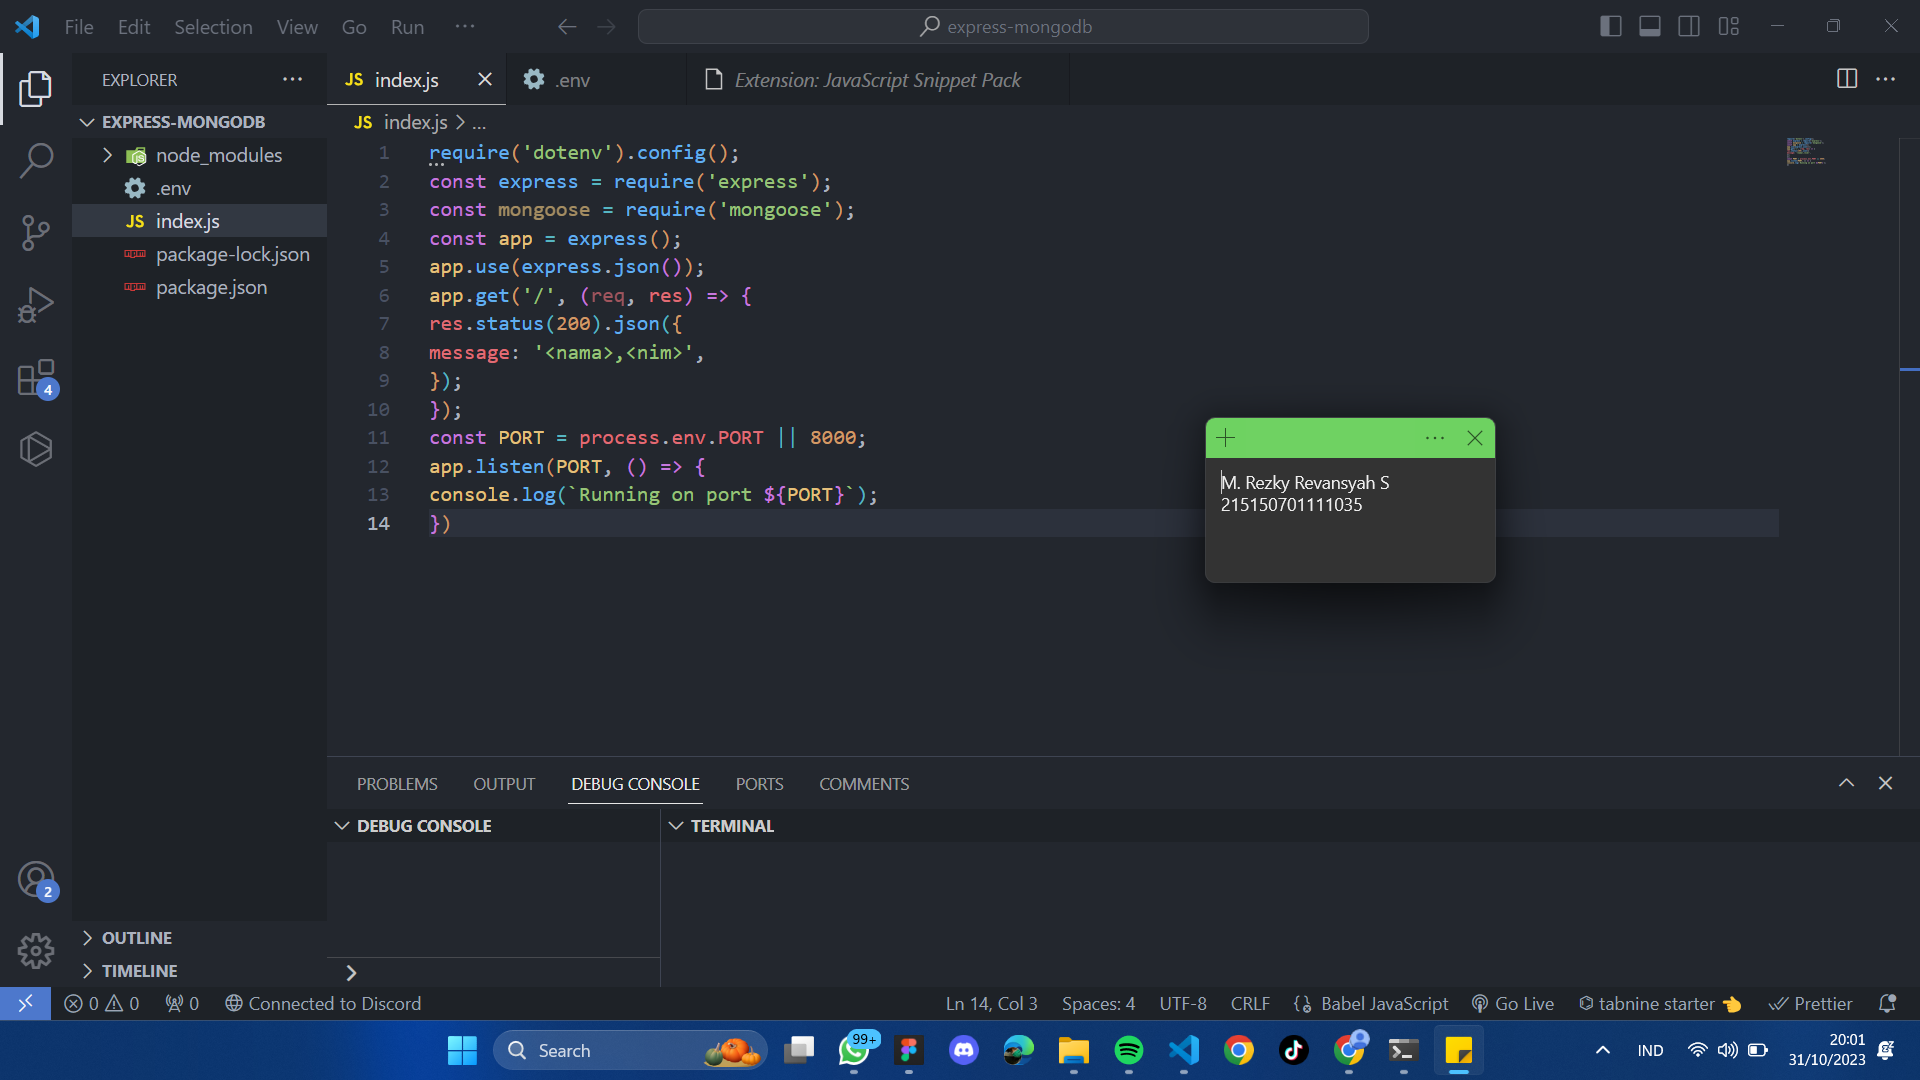 File Edit Selection View Go Run ···
express-mongodb
EXPLORER ···
JS index.js
.env
Extension: JavaScript Snippet Pack
EXPRESS-MONGODB
node_modules
.env
JS index.js
package-lock.json
package.json
JS index.js > ...
1 require('dotenv').config();
2 const express = require('express');
3 const mongoose = require('mongoose');
4 const app = express();
5 app.use(express.json());
6 app.get('/', (req, res) => {
7 res.status(200).json({
8 message: '<nama>,<nim>',
9 });
10 });
11 const PORT = process.env.PORT || 8000;
12 app.listen(PORT, () => {
13 console.log(`Running on port ${PORT}`);
14 })
M. Rezky Revansyah S
215150701111035
4
2
PROBLEMS OUTPUT DEBUG CONSOLE PORTS COMMENTS
DEBUG CONSOLE
TERMINAL
OUTLINE
TIMELINE
0 0 0 Connected to Discord
Ln 14, Col 3 Spaces: 4 UTF-8 CRLF Babel JavaScript Go Live tabnine starter Prettier
Search
99+
IND
20:01
31/10/2023